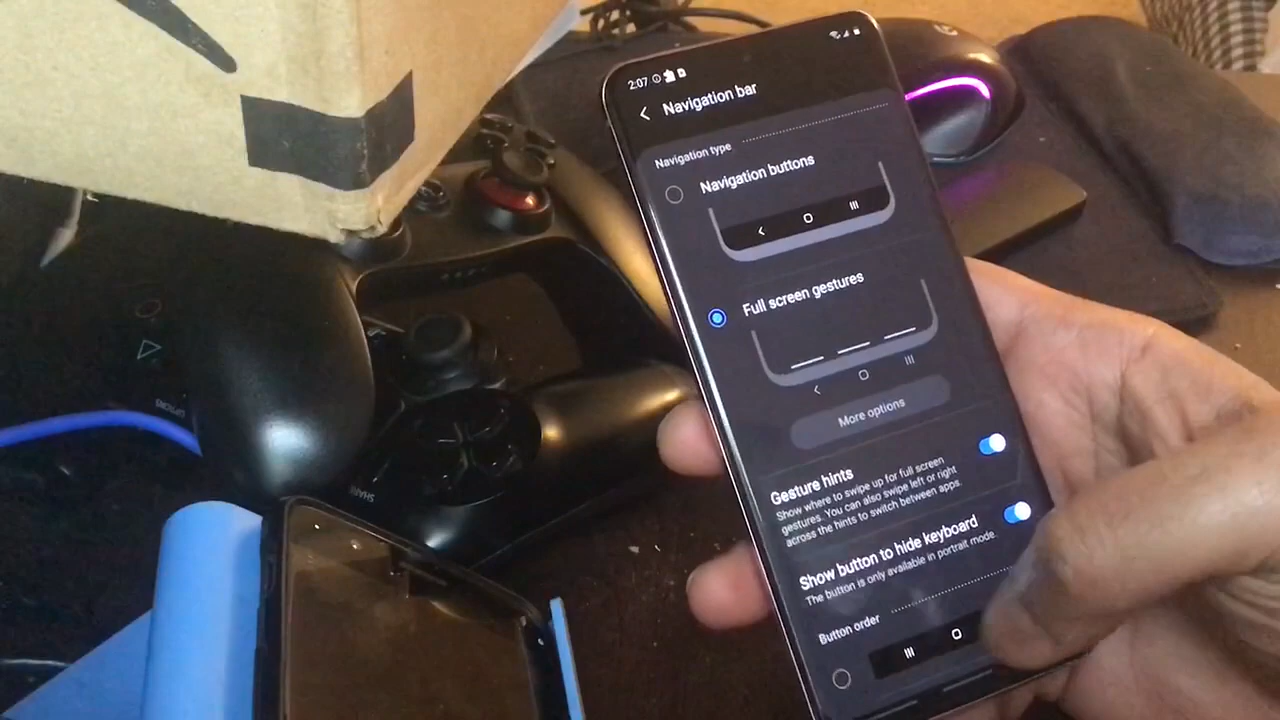 2:07
Navigation bar
Navigation type
Navigation buttons
Full screen gestures
More options
Gesture hints
Show where to swipe up for full screen
gestures. You can also swipe left or right
across the hints to switch between apps.
Show button to hide keyboard
The button is only available in portrait mode.
Button order
OPTIONS
SHARE